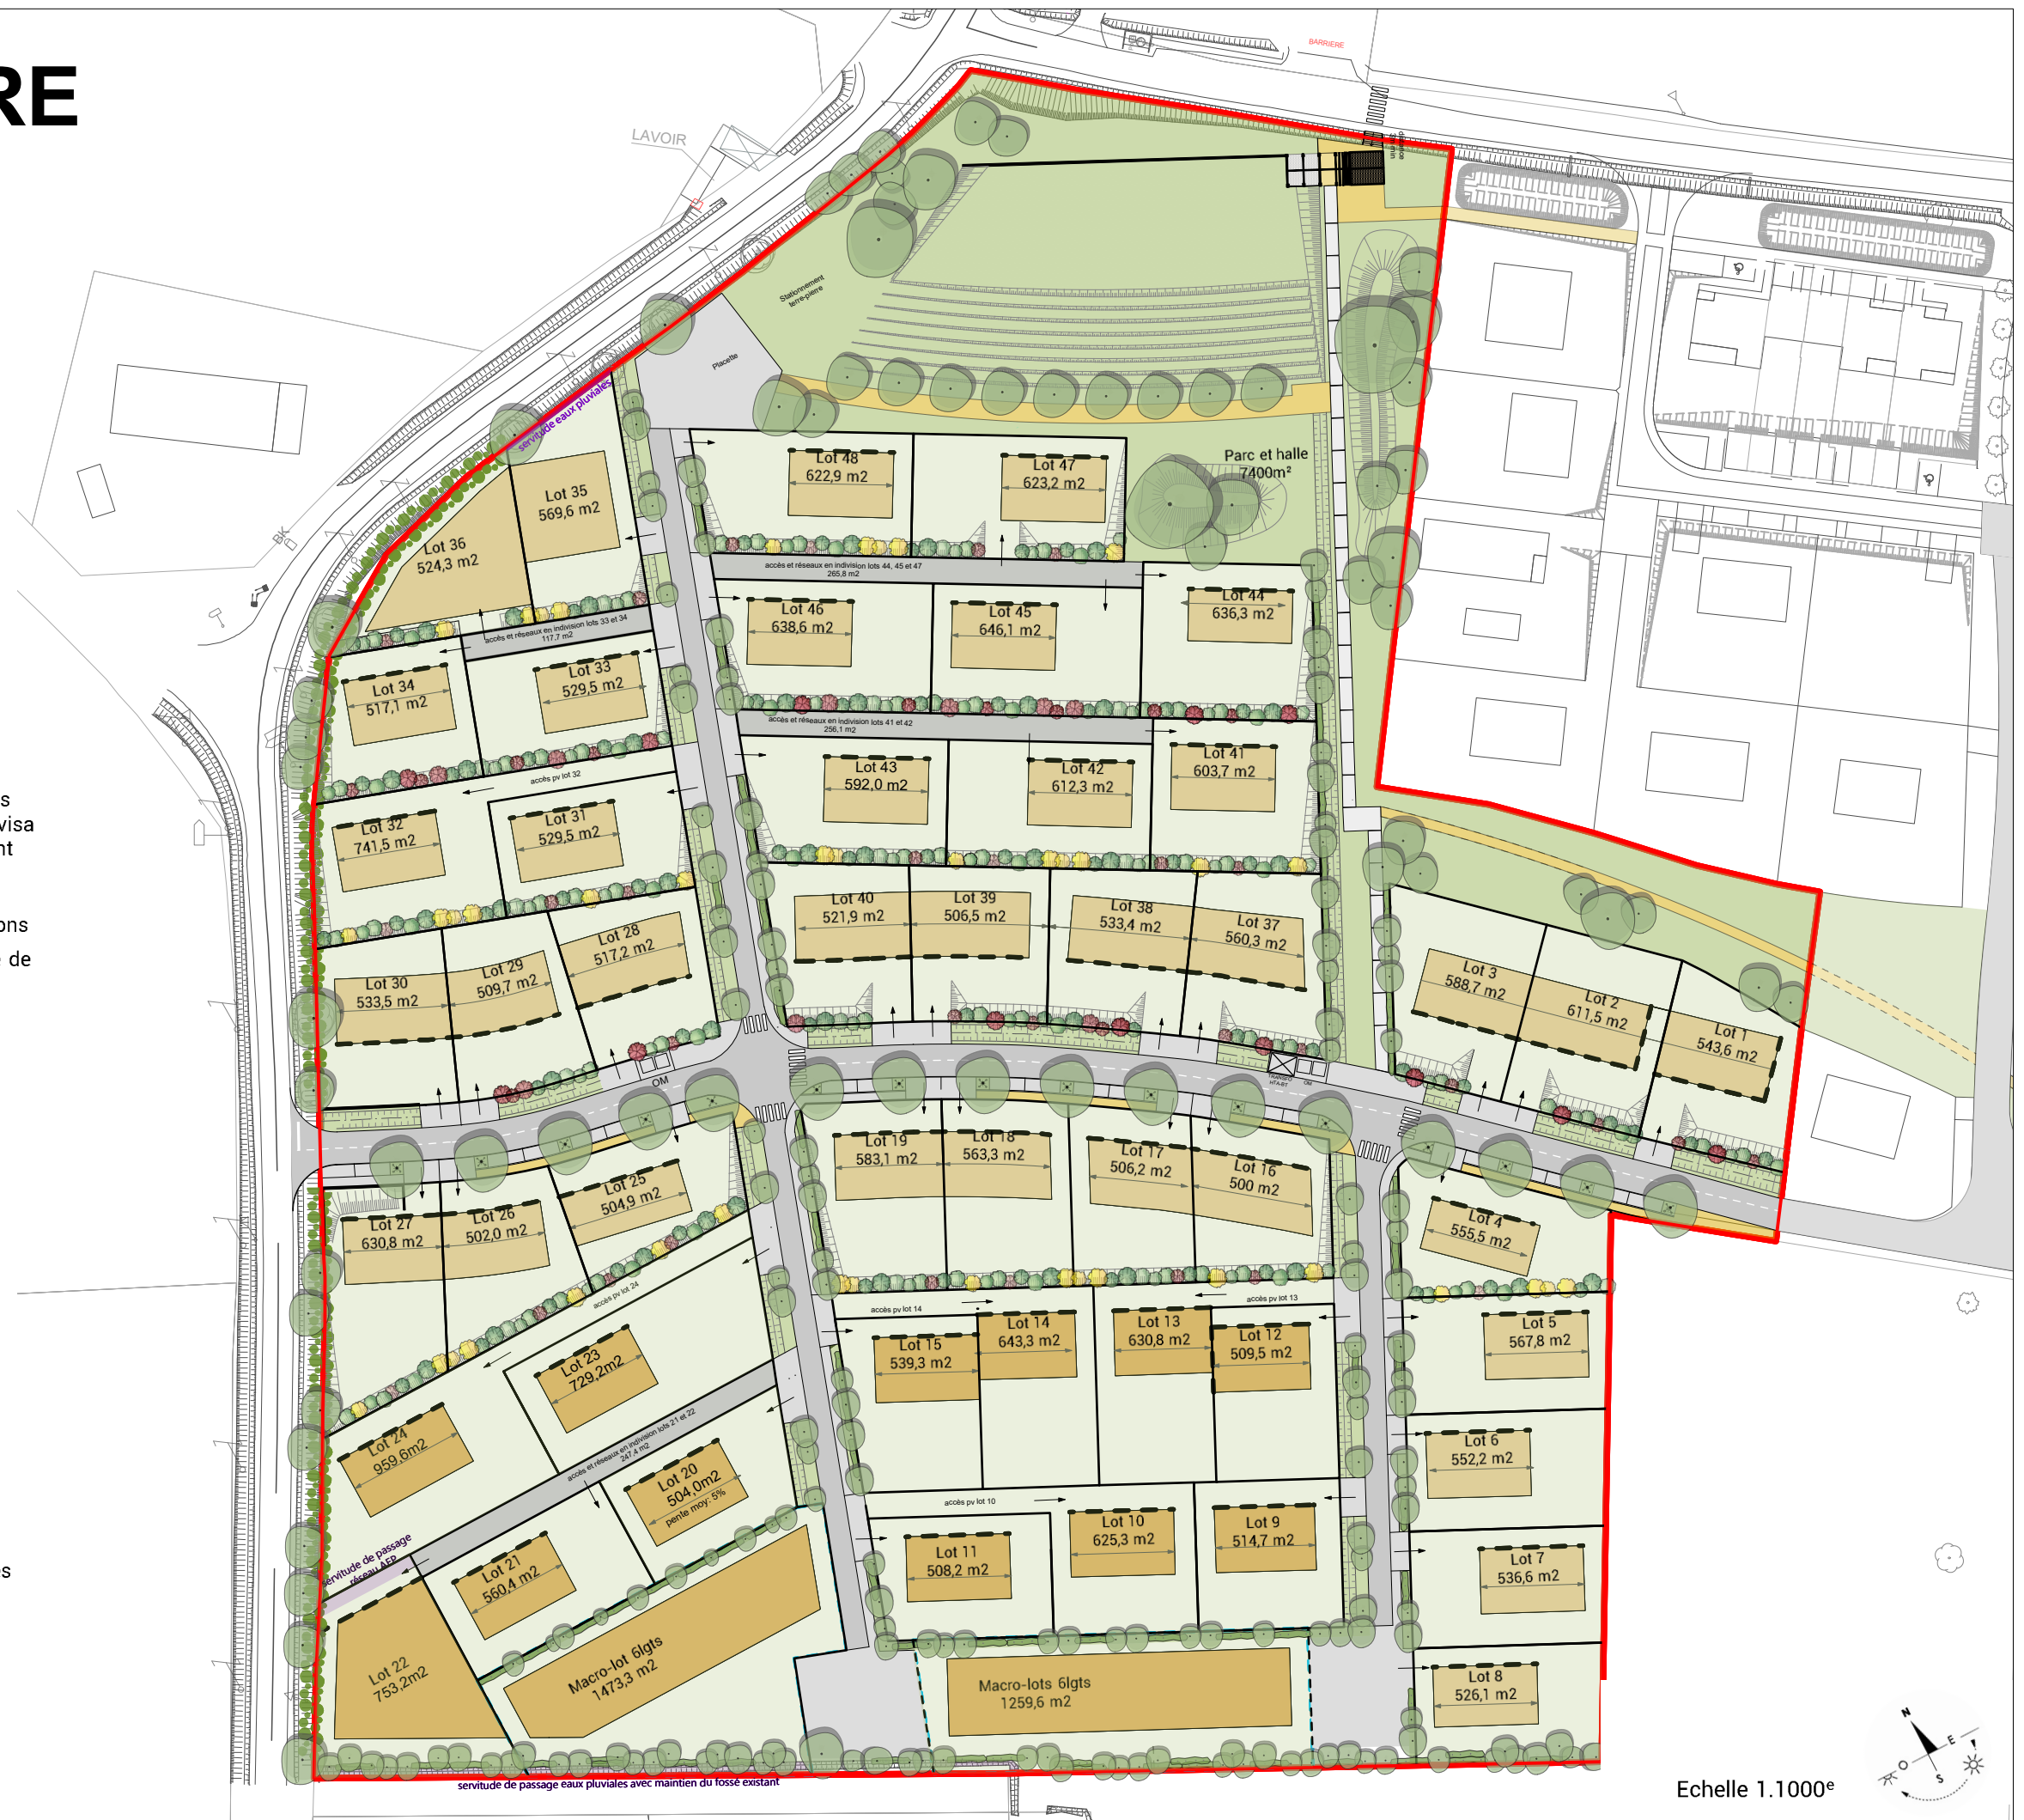 RE
BARRIERE
LAVOIR
Stationnement
terre-pierre
Placette
servitude eaux pluviales
Parc et halle
7400m²
Lot 48
622,9 m2
Lot 47
623,2 m2
Lot 35
569,6 m2
Lot 36
524,3 m2
accès et réseaux en indivision lots 44, 45 et 47
265,8 m2
Lot 46
638,6 m2
Lot 45
646,1 m2
Lot 44
636,3 m2
accès et réseaux en indivision lots 33 et 34
117,7 m2
Lot 34
517,1 m2
Lot 33
529,5 m2
accès et réseaux en indivision lots 41 et 42
256,1 m2
Lot 43
592,0 m2
Lot 42
612,3 m2
Lot 41
603,7 m2
accès pv lot 32
Lot 32
741,5 m2
Lot 31
529,5 m2
s
visa
nt
ons
de
Lot 40
521,9 m2
Lot 39
506,5 m2
Lot 38
533,4 m2
Lot 37
560,3 m2
Lot 30
533,5 m2
Lot 29
509,7 m2
Lot 28
517,2 m2
Lot 3
588,7 m2
Lot 2
611,5 m2
Lot 1
543,6 m2
OM
TRANSFO
HTA-BT
OM
Lot 19
583,1 m2
Lot 18
563,3 m2
Lot 17
506,2 m2
Lot 16
500 m2
Lot 27
630,8 m2
Lot 26
502,0 m2
Lot 25
504,9 m2
Lot 4
555,5 m2
accès pv lot 24
accès pv lot 14
accès pv lot 13
Lot 15
539,3 m2
Lot 14
643,3 m2
Lot 13
630,8 m2
Lot 12
509,5 m2
Lot 5
567,8 m2
Lot 23
729,2m2
Lot 24
959,6m2
accès et réseaux en indivision lots 21 et 22
247,4 m2
Lot 6
552,2 m2
Lot 20
504,0m2
pente moy: 5%
accès pv lot 10
Lot 11
508,2 m2
Lot 10
625,3 m2
Lot 9
514,7 m2
servitude de passage
réseau AEP
Lot 21
560,4 m2
Lot 7
536,6 m2
es
Lot 22
753,2m2
Macro-lot 6lgts
1473,3 m2
Macro-lots 6lgts
1259,6 m2
Lot 8
526,1 m2
servitude de passage eaux pluviales avec maintien du fossé existant
Echelle 1.1000e
N
E
S
O